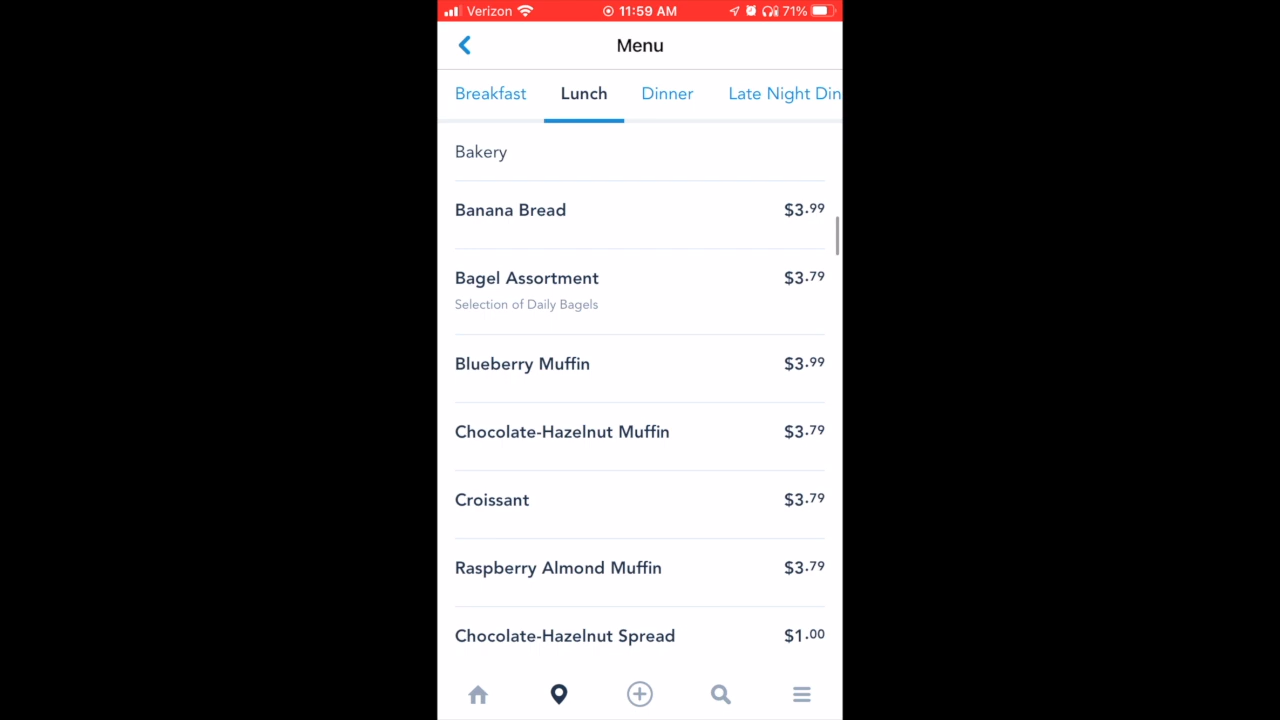 Verizon 11:59 AM 71%
Menu
Breakfast Lunch Dinner Late Night Din
Bakery
Banana Bread $3.99
Bagel Assortment $3.79
Selection of Daily Bagels
Blueberry Muffin $3.99
Chocolate-Hazelnut Muffin $3.79
Croissant $3.79
Raspberry Almond Muffin $3.79
Chocolate-Hazelnut Spread $1.00